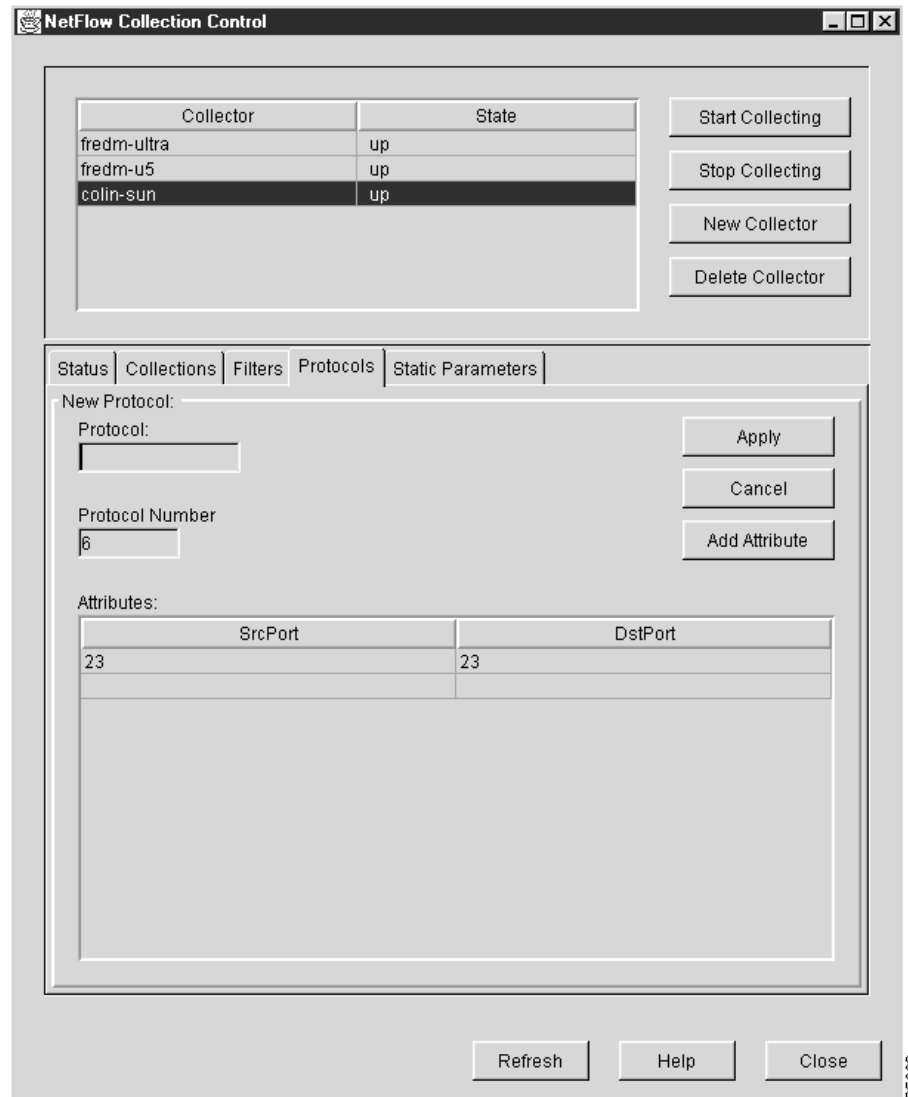 NetFlow Collection Control
Collector State
fredm-ultra up
fredm-u5 up
colin-sun up
Start Collecting
Stop Collecting
New Collector
Delete Collector
Status Collections Filters Protocols Static Parameters
New Protocol:
Protocol:
Apply
Cancel
Protocol Number
6
Add Attribute
Attributes:
SrcPort DstPort
23 23
Refresh Help Close